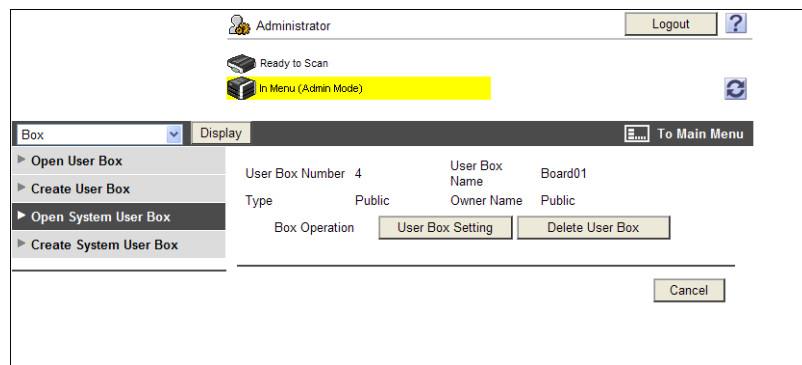 Administrator
Logout
?
Ready to Scan
In Menu (Admin Mode)
Box
Display
To Main Menu
Open User Box
Create User Box
Open System User Box
Create System User Box
User Box Number 4
User Box Name
Board01
Type Public
Owner Name Public
Box Operation
User Box Setting
Delete User Box
Cancel